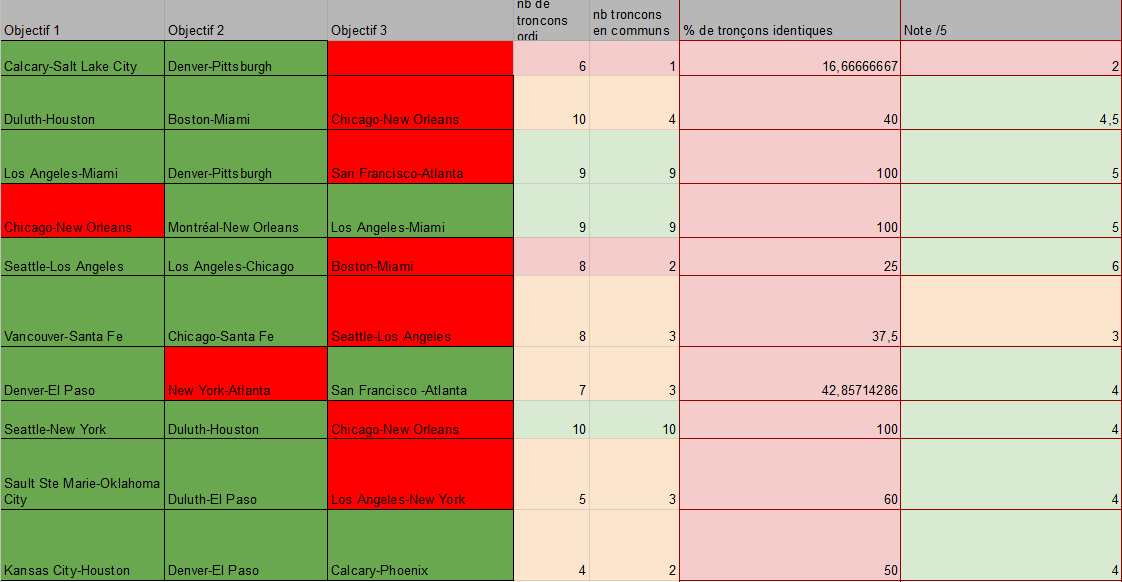 Objectif 1 Objectif 2 Objectif 3 nb de troncons ordi nb troncons en communs % de tronçons identiques Note /5
Calcary-Salt Lake City Denver-Pittsburgh 6 1 16,66666667 2
Duluth-Houston Boston-Miami Chicago-New Orleans 10 4 40 4,5
Los Angeles-Miami Denver-Pittsburgh San Francisco-Atlanta 9 9 100 5
Chicago-New Orleans Montréal-New Orleans Los Angeles-Miami 9 9 100 5
Seattle-Los Angeles Los Angeles-Chicago Boston-Miami 8 2 25 6
Vancouver-Santa Fe Chicago-Santa Fe Seattle-Los Angeles 8 3 37,5 3
Denver-El Paso New York-Atlanta San Francisco -Atlanta 7 3 42,85714286 4
Seattle-New York Duluth-Houston Chicago-New Orleans 10 10 100 4
Sault Ste Marie-Oklahoma City Duluth-El Paso Los Angeles-New York 5 3 60 4
Kansas City-Houston Denver-El Paso Calcary-Phoenix 4 2 50 4